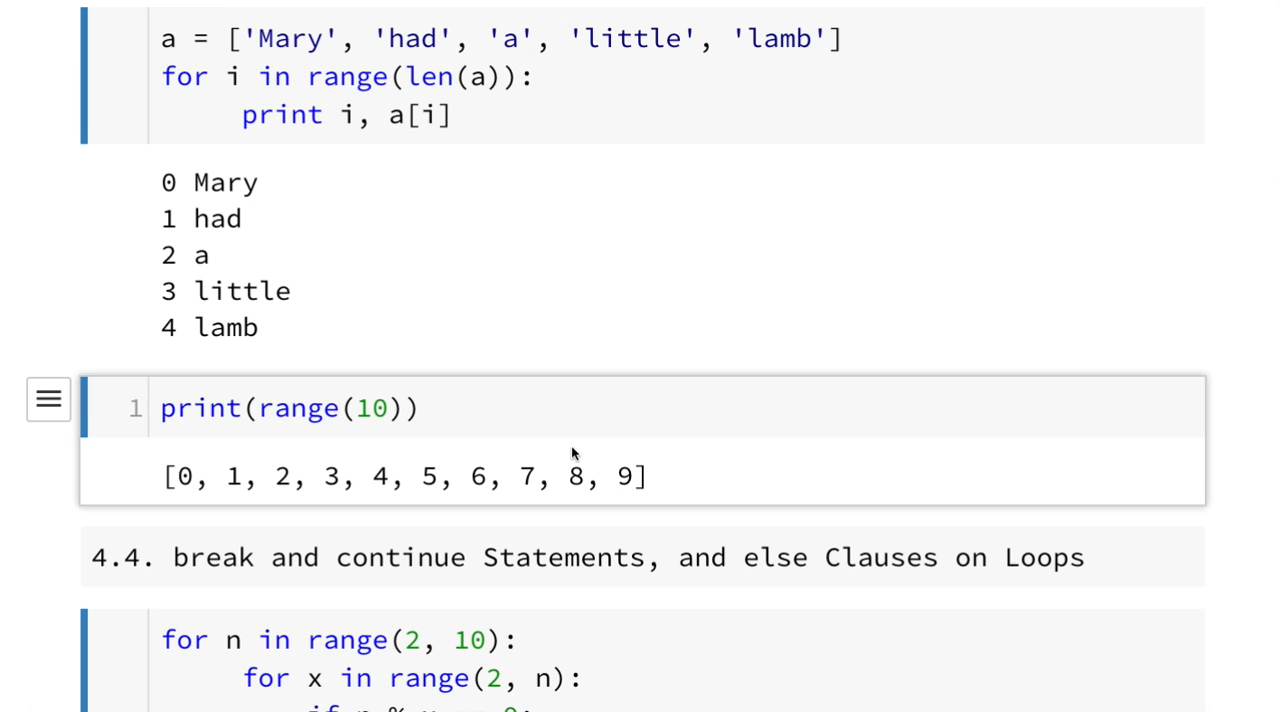 a = ['Mary', 'had', 'a', 'little', 'lamb']
for i in range(len(a)):
     print i, a[i]
0 Mary
1 had
2 a
3 little
4 lamb
1 print(range(10))
[0, 1, 2, 3, 4, 5, 6, 7, 8, 9]
4.4. break and continue Statements, and else Clauses on Loops
for n in range(2, 10):
     for x in range(2, n):